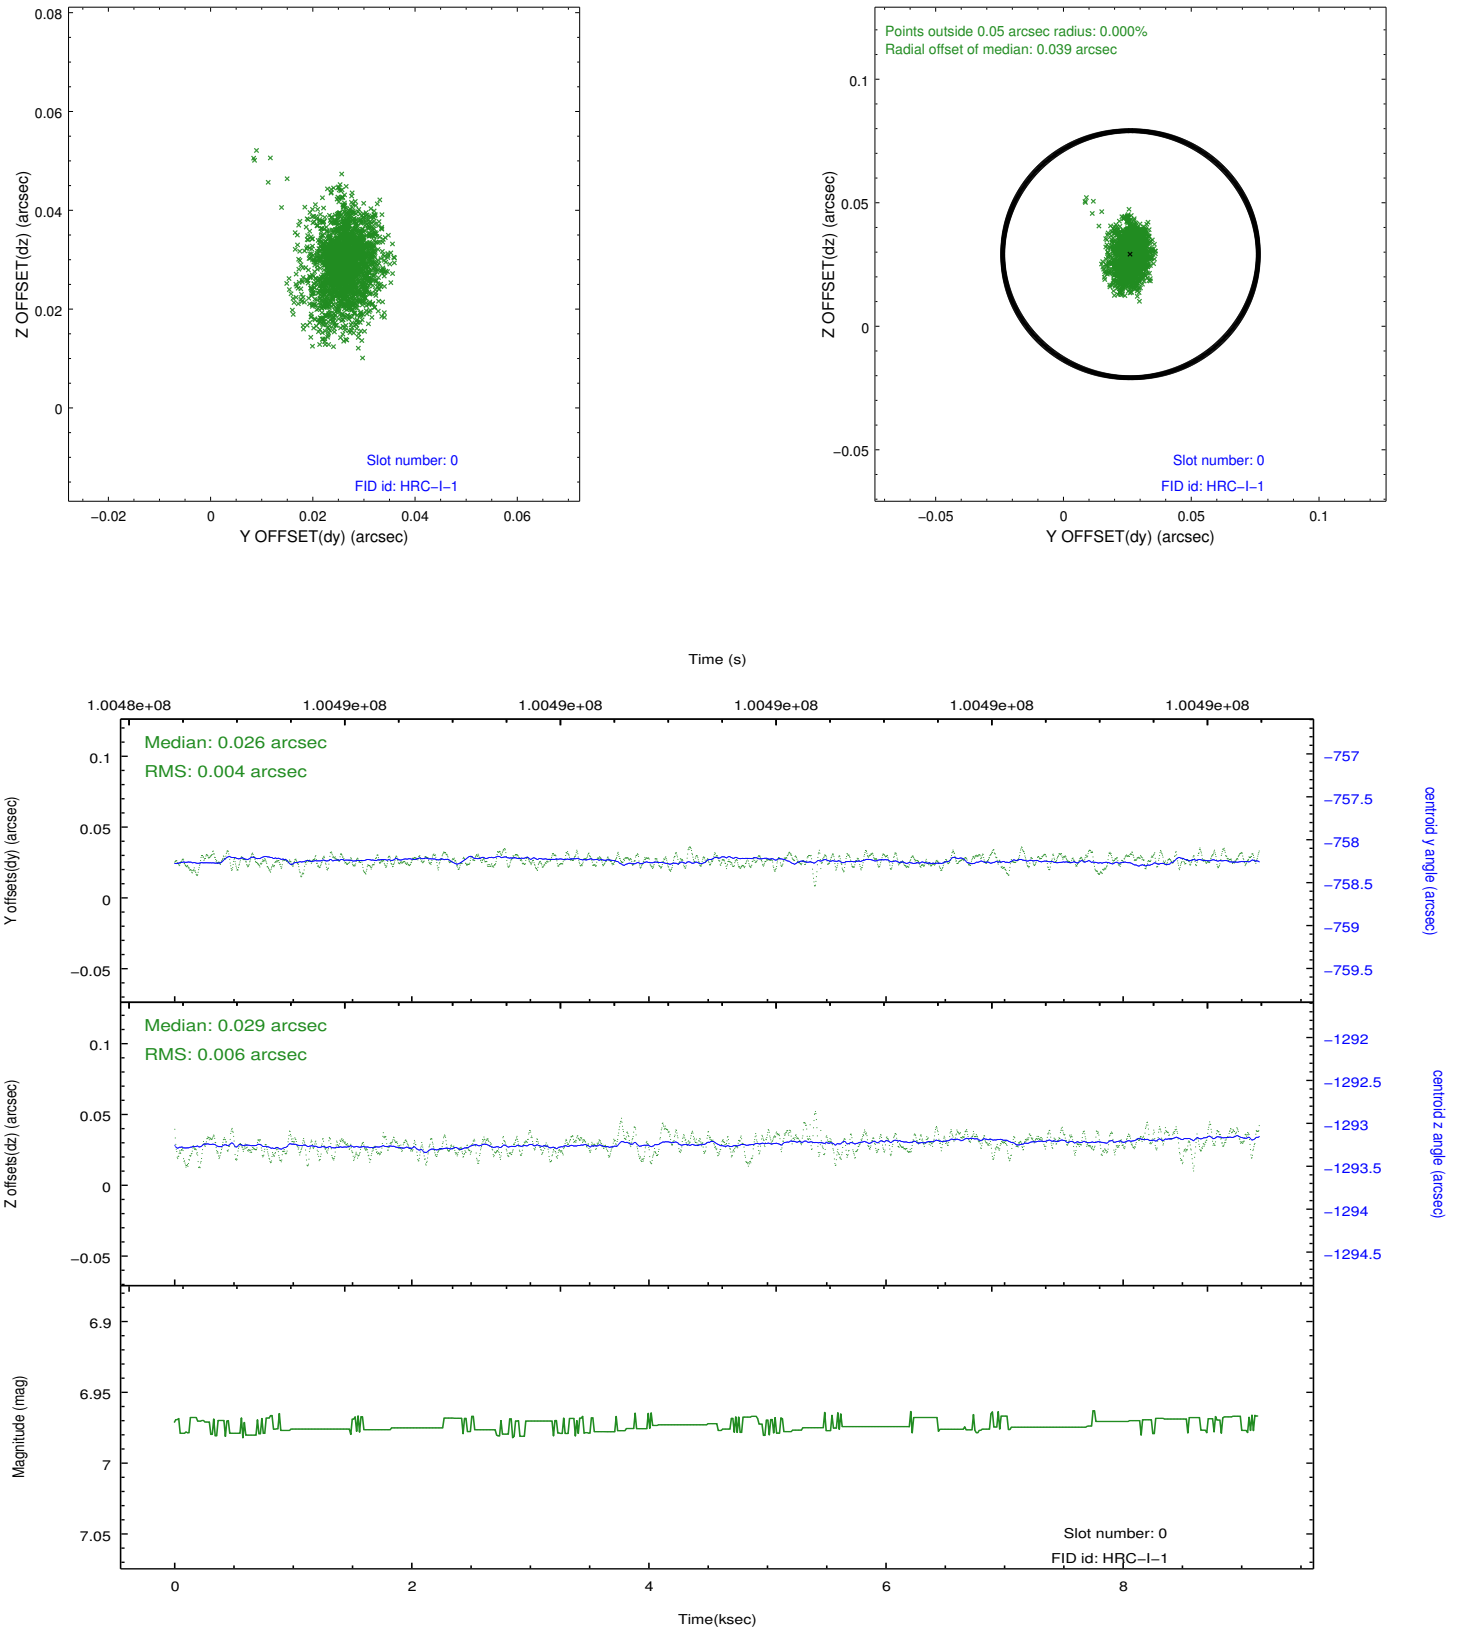 0.08
0.06
0.04
0.02
0
Z OFFSET(dz) (arcsec)
Slot number: 0
FID id: HRC−I−1
−0.02
0
0.02
0.04
0.06
Y OFFSET(dy) (arcsec)
Points outside 0.05 arcsec radius: 0.000%
Radial offset of median: 0.039 arcsec
0.1
0.05
0
−0.05
Z OFFSET(dz) (arcsec)
Slot number: 0
FID id: HRC−I−1
−0.05
0
0.05
0.1
Y OFFSET(dy) (arcsec)
Time (s)
1.0048e+08
1.0049e+08
1.0049e+08
1.0049e+08
1.0049e+08
1.0049e+08
Median: 0.026 arcsec
RMS: 0.004 arcsec
0.1
0.05
0
−0.05
Y offsets(dy) (arcsec)
−757
−757.5
−758
−758.5
−759
−759.5
centroid y angle (arcsec)
Median: 0.029 arcsec
RMS: 0.006 arcsec
0.1
0.05
0
−0.05
Z offsets(dz) (arcsec)
−1292
−1292.5
−1293
−1293.5
−1294
−1294.5
centroid z angle (arcsec)
6.9
6.95
7
7.05
Magnitude (mag)
Slot number: 0
FID id: HRC−I−1
0
2
4
6
8
Time(ksec)